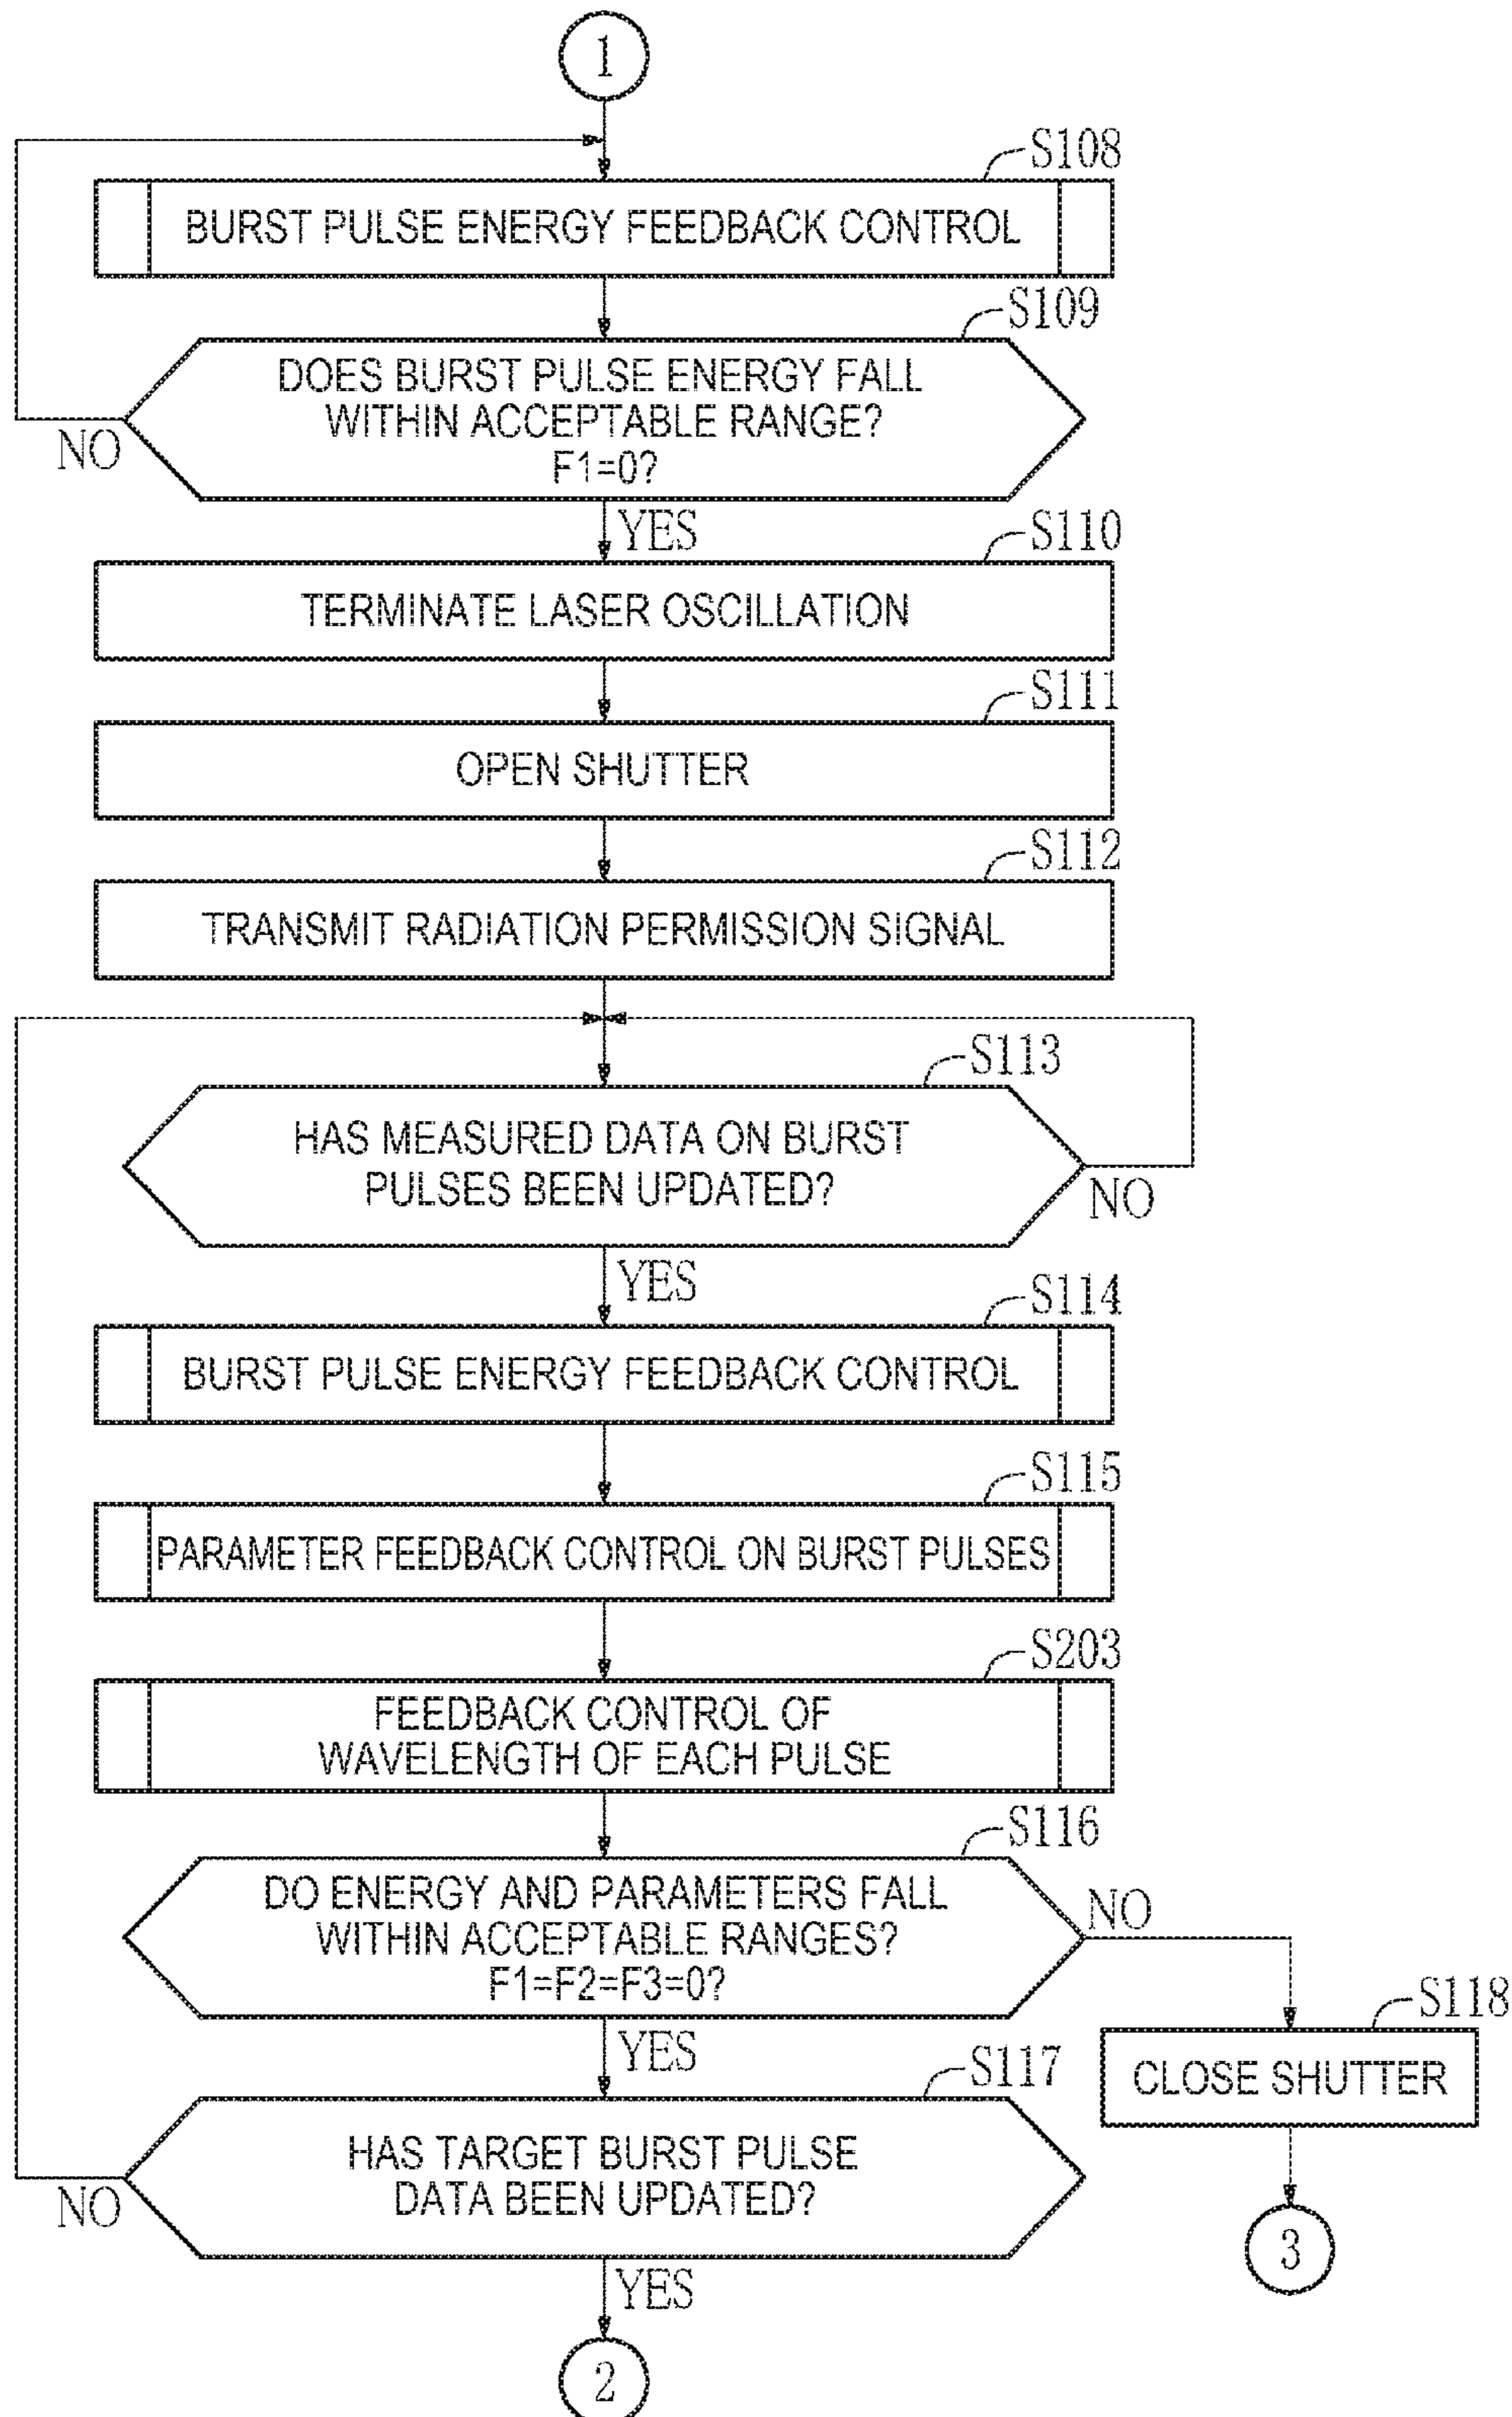 1
S108
BURST PULSE ENERGY FEEDBACK CONTROL
S109
DOES BURST PULSE ENERGY FALL
WITHIN ACCEPTABLE RANGE?
F1=0?
NO
YES
S110
TERMINATE LASER OSCILLATION
S111
OPEN SHUTTER
S112
TRANSMIT RADIATION PERMISSION SIGNAL
S113
HAS MEASURED DATA ON BURST
PULSES BEEN UPDATED?
NO
YES
S114
BURST PULSE ENERGY FEEDBACK CONTROL
S115
PARAMETER FEEDBACK CONTROL ON BURST PULSES
S203
FEEDBACK CONTROL OF
WAVELENGTH OF EACH PULSE
S116
DO ENERGY AND PARAMETERS FALL
WITHIN ACCEPTABLE RANGES?
F1=F2=F3=0?
NO
YES
S118
CLOSE SHUTTER
3
S117
HAS TARGET BURST PULSE
DATA BEEN UPDATED?
NO
YES
2